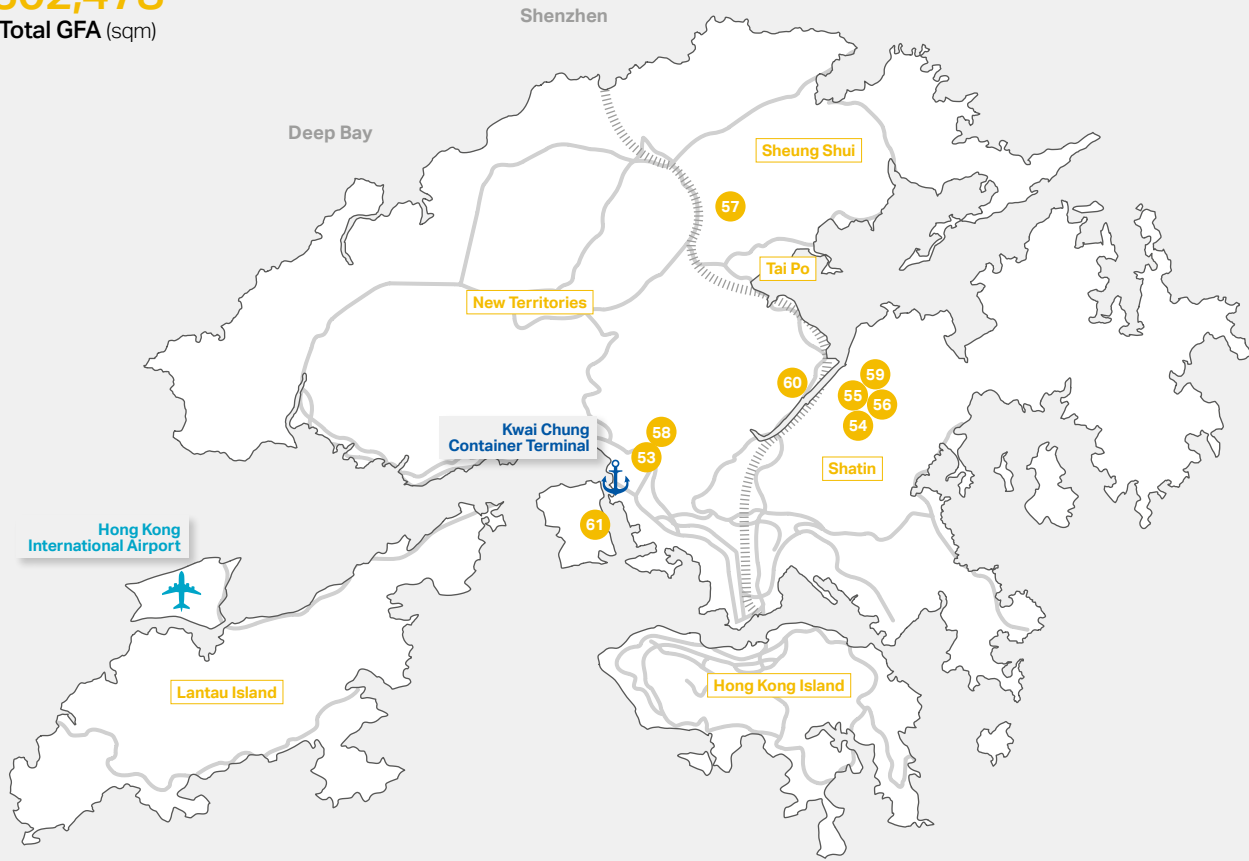 Total GFA (sqm)
Shenzhen
Deep Bay
Sheung Shui
57
Tai Po
New Territories
60
59
55
56
54
Kwai Chung
Container Terminal
58
53
Shatin
61
Hong Kong
International Airport
Lantau Island
Hong Kong Island